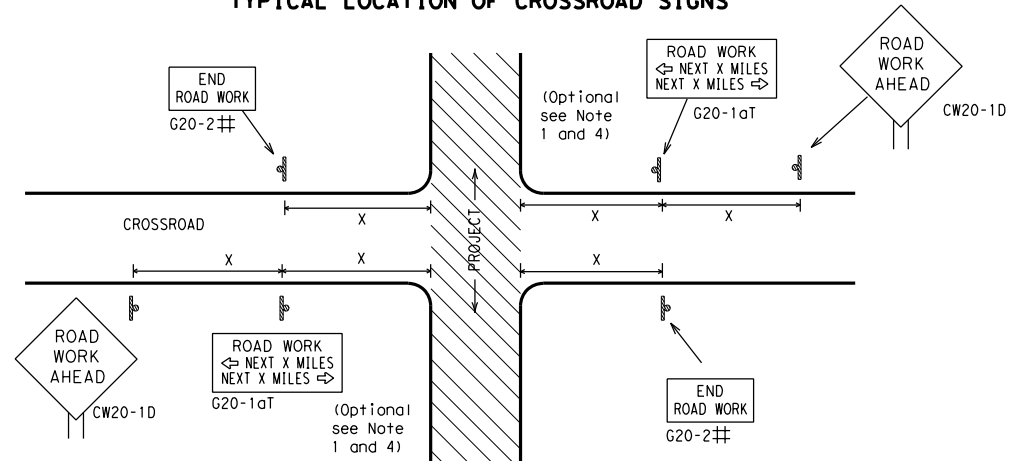 TYPICAL LOCATION OF CROSSROAD SIGNS
END
ROAD WORK
G20-2#
(Optional
see Note
1 and 4)
ROAD WORK
⇦ NEXT X MILES
NEXT X MILES ⇨
G20-1aT
ROAD
WORK
AHEAD
CW20-1D
X
X
X
CROSSROAD
PROJECT
X
X
X
ROAD
WORK
AHEAD
CW20-1D
ROAD WORK
⇦ NEXT X MILES
NEXT X MILES ⇨
G20-1aT
(Optional
see Note
1 and 4)
END
ROAD WORK
G20-2#